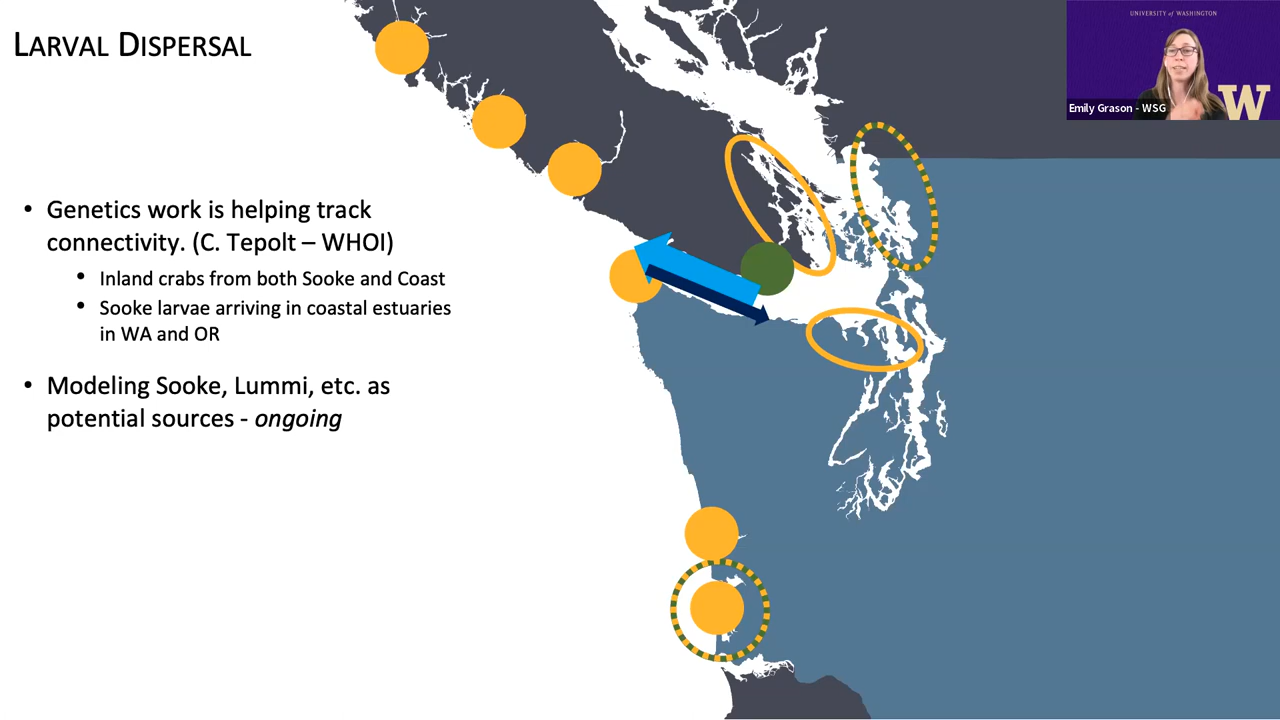 LARVAL DISPERSAL
UNIVERSITY of WASHINGTON
W
Emily Grason - WSG
• Genetics work is helping track
connectivity. (C. Tepolt – WHOI)
• Inland crabs from both Sooke and Coast
• Sooke larvae arriving in coastal estuaries
in WA and OR
• Modeling Sooke, Lummi, etc. as
potential sources - ongoing